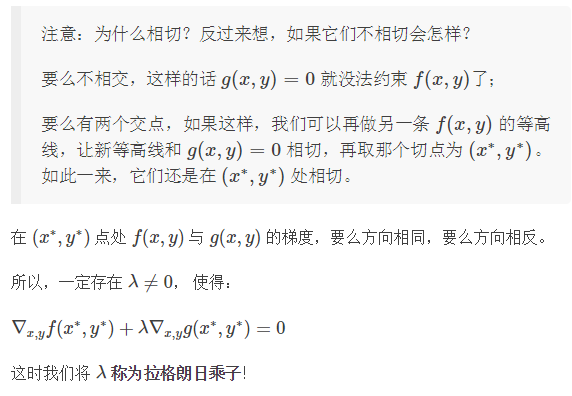 注意：为什么相切？反过来想，如果它们不相切会怎样？
要么不相交，这样的话 g(x, y) = 0 就没法约束 f(x, y)了；
要么有两个交点，如果这样，我们可以再做另一条 f(x, y) 的等高
线，让新等高线和 g(x, y) = 0 相切，再取那个切点为 (x*, y*) 。
如此一来，它们还是在 (x*, y*) 处相切。
在 (x*, y*) 点处 f(x, y) 与 g(x, y) 的梯度，要么方向相同，要么方向相反。
所以，一定存在 λ ≠ 0， 使得：
∇x,yf(x*, y*) + λ∇x,yg(x*, y*) = 0
这时我们将 λ 称为拉格朗日乘子!